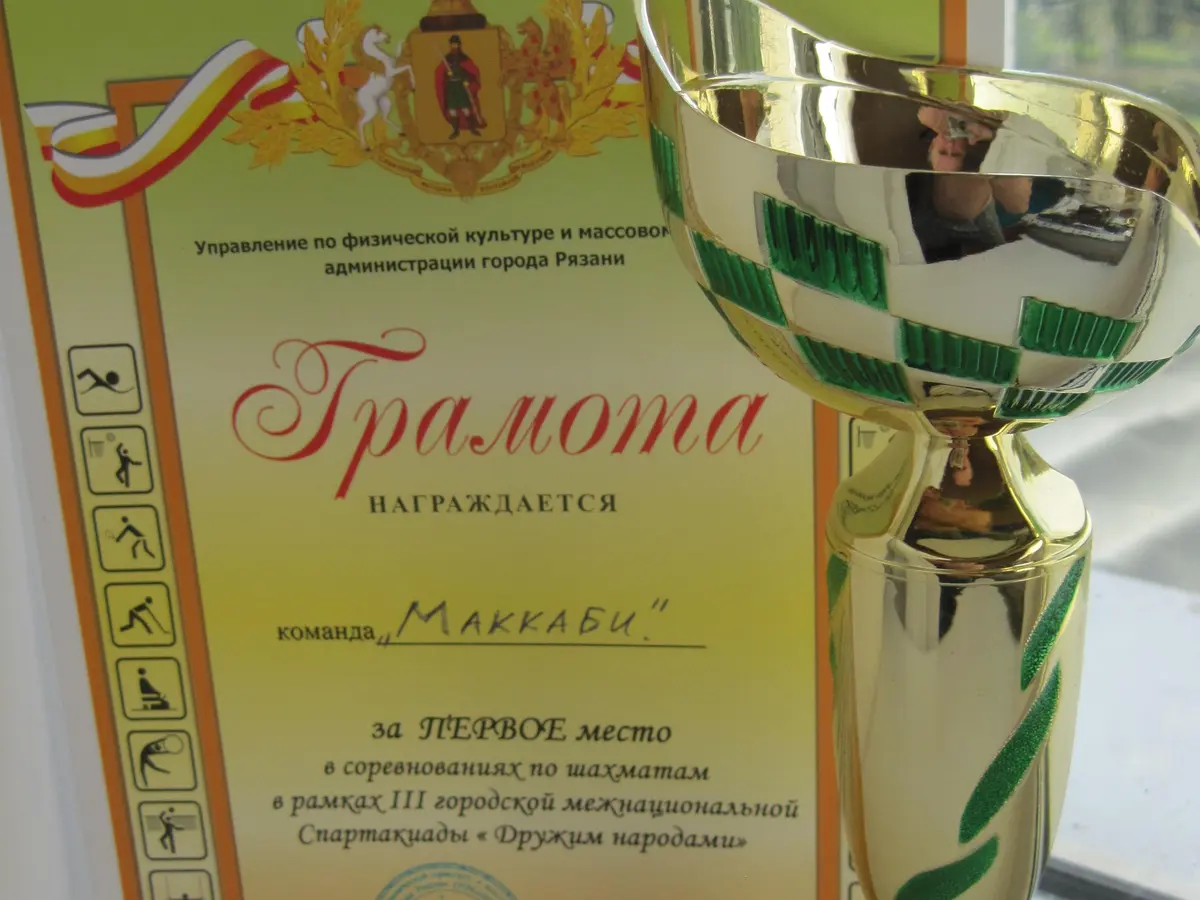 Управление по физической культуре и массовом
администрации города Рязани
Грамота
НАГРАЖДАЕТСЯ
команда „МАККАБИ."
за ПЕРВОЕ место
в соревнованиях по шахматам
в рамках III городской межнациональной
Спартакиады « Дружим народами»